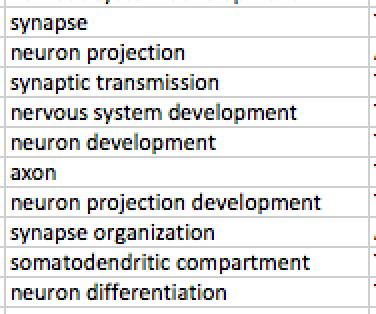 synapse
neuron projection
synaptic transmission
nervous system development
neuron development
axon
neuron projection development
synapse organization
somatodendritic compartment
neuron differentiation